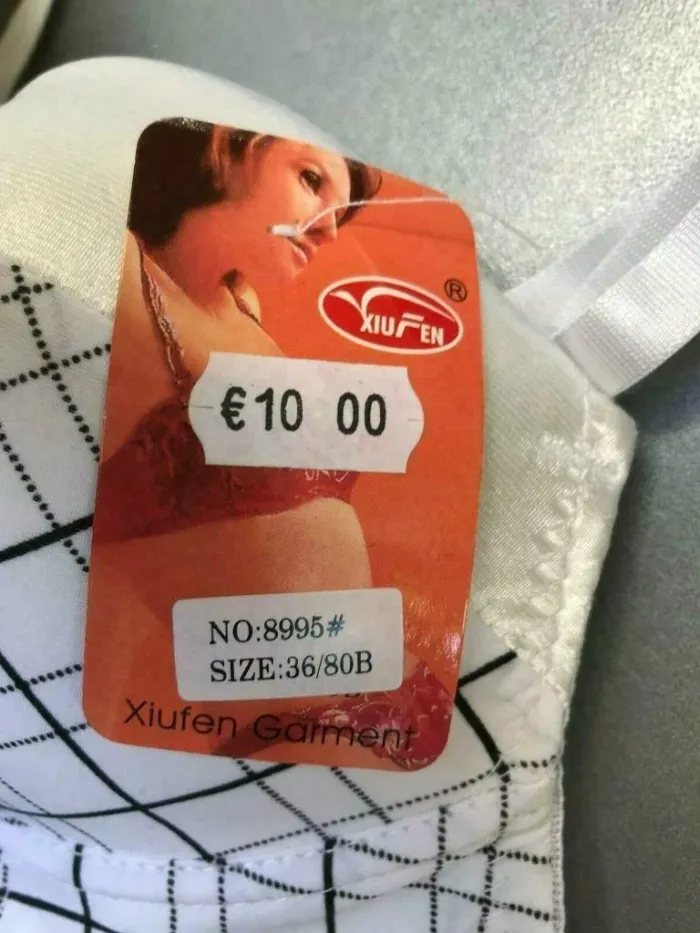 XIUFEN
®
€10 00
NO:8995#
SIZE:36/80B
Xiufen Garment